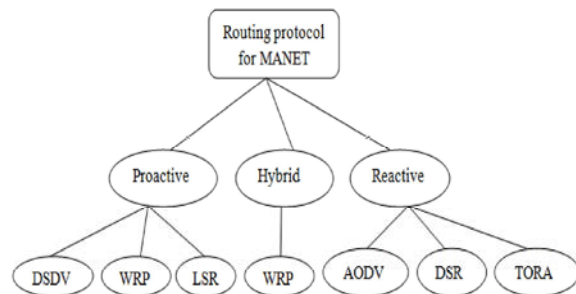 Routing protocol
for MANET
Proactive
Hybrid
Reactive
DSDV
WRP
LSR
WRP
AODV
DSR
TORA